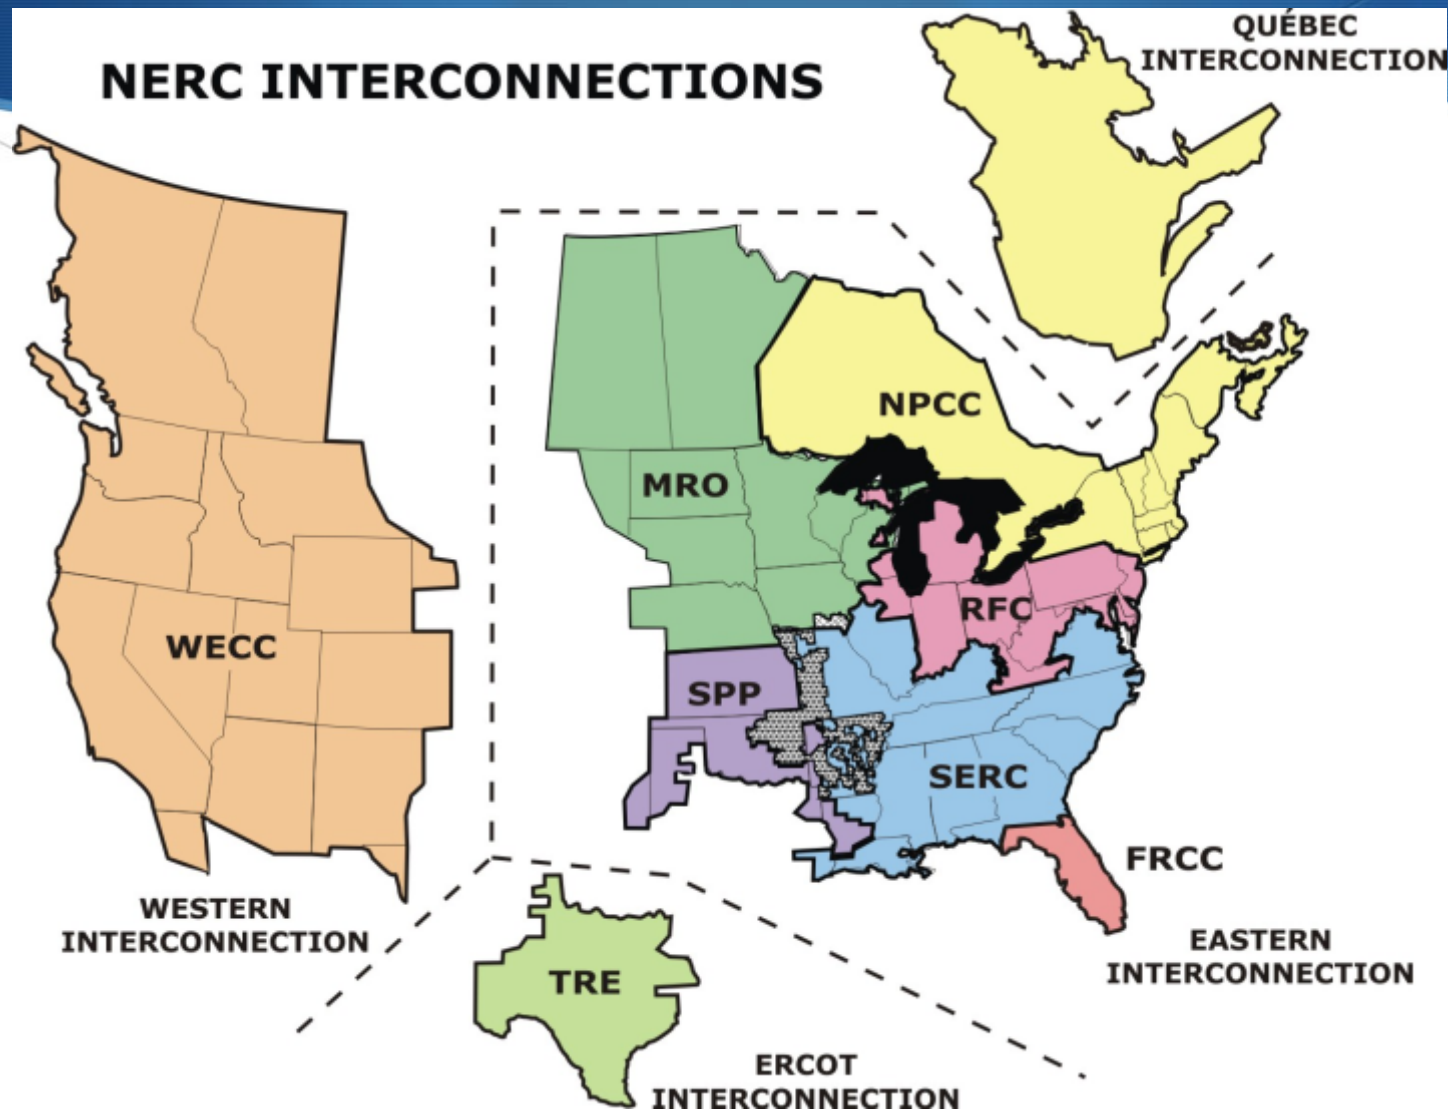 QUÉBEC
INTERCONNECTION
NERC INTERCONNECTIONS
NPCC
MRO
RFC
WECC
SPP
SERC
FRCC
WESTERN
INTERCONNECTION
EASTERN
INTERCONNECTION
TRE
ERCOT
INTERCONNECTION